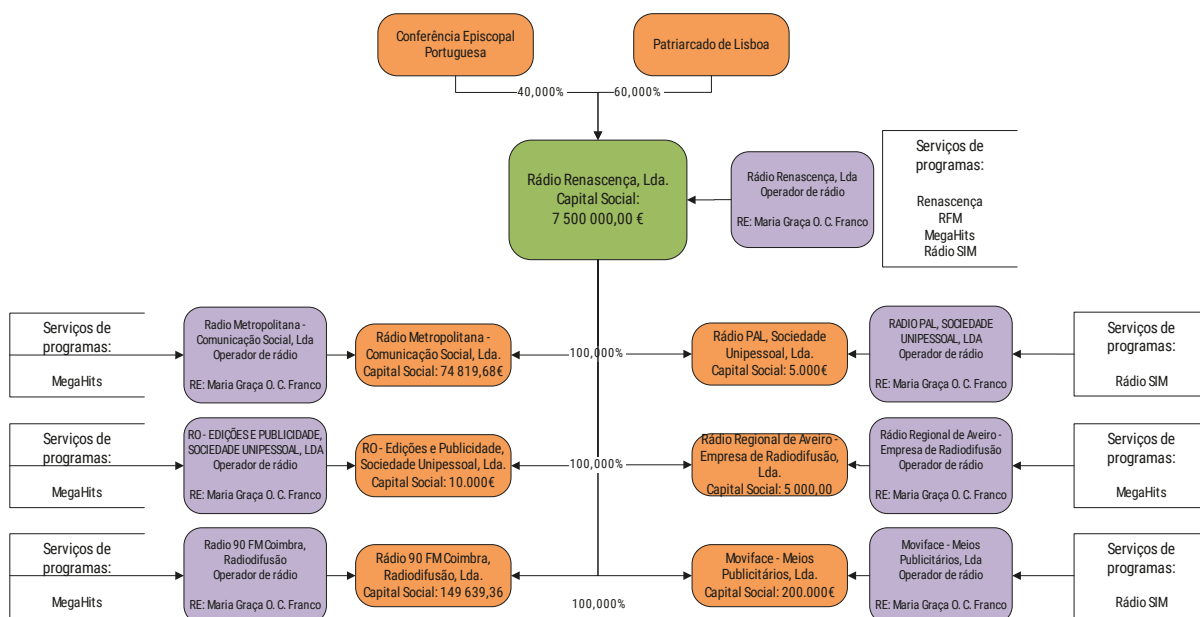 Conferência Episcopal
Portuguesa
Patriarcado de Lisboa
40,000%
60,000%
Rádio Renascença, Lda.
Capital Social:
7 500 000,00 €
Rádio Renascença, Lda
Operador de rádio
RE: Maria Graça O. C. Franco
Serviços de
programas:
Renascença
RFM
MegaHits
Rádio SIM
Serviços de
programas:
MegaHits
Radio Metropolitana -
Comunicação Social, Lda
Operador de rádio
RE: Maria Graça O. C. Franco
Rádio Metropolitana -
Comunicação Social, Lda.
Capital Social: 74 819,68€
100,000%
Rádio PAL, Sociedade
Unipessoal, Lda.
Capital Social: 5.000€
RADIO PAL, SOCIEDADE
UNIPESSOAL, LDA
Operador de rádio
RE: Maria Graça O. C. Franco
Serviços de
programas:
Rádio SIM
Serviços de
programas:
MegaHits
RO - EDIÇÕES E PUBLICIDADE,
SOCIEDADE UNIPESSOAL, LDA
Operador de rádio
RE: Maria Graça O. C. Franco
RO - Edições e Publicidade,
Sociedade Unipessoal, Lda.
Capital Social: 10.000€
100,000%
Rádio Regional de Aveiro -
Empresa de Radiodifusão,
Lda.
Capital Social: 5 000,00
Rádio Regional de Aveiro -
Empresa de Radiodifusão
Operador de rádio
RE: Maria Graça O. C. Franco
Serviços de
programas:
MegaHits
Serviços de
programas:
MegaHits
Radio 90 FM Coimbra,
Radiodifusão
Operador de rádio
RE: Maria Graça O. C. Franco
Rádio 90 FM Coimbra,
Radiodifusão, Lda.
Capital Social: 149 639,36
100,000%
Moviface - Meios
Publicitários, Lda.
Capital Social: 200.000€
Moviface - Meios
Publicitários, Lda
Operador de rádio
RE: Maria Graça O. C. Franco
Serviços de
programas:
Rádio SIM